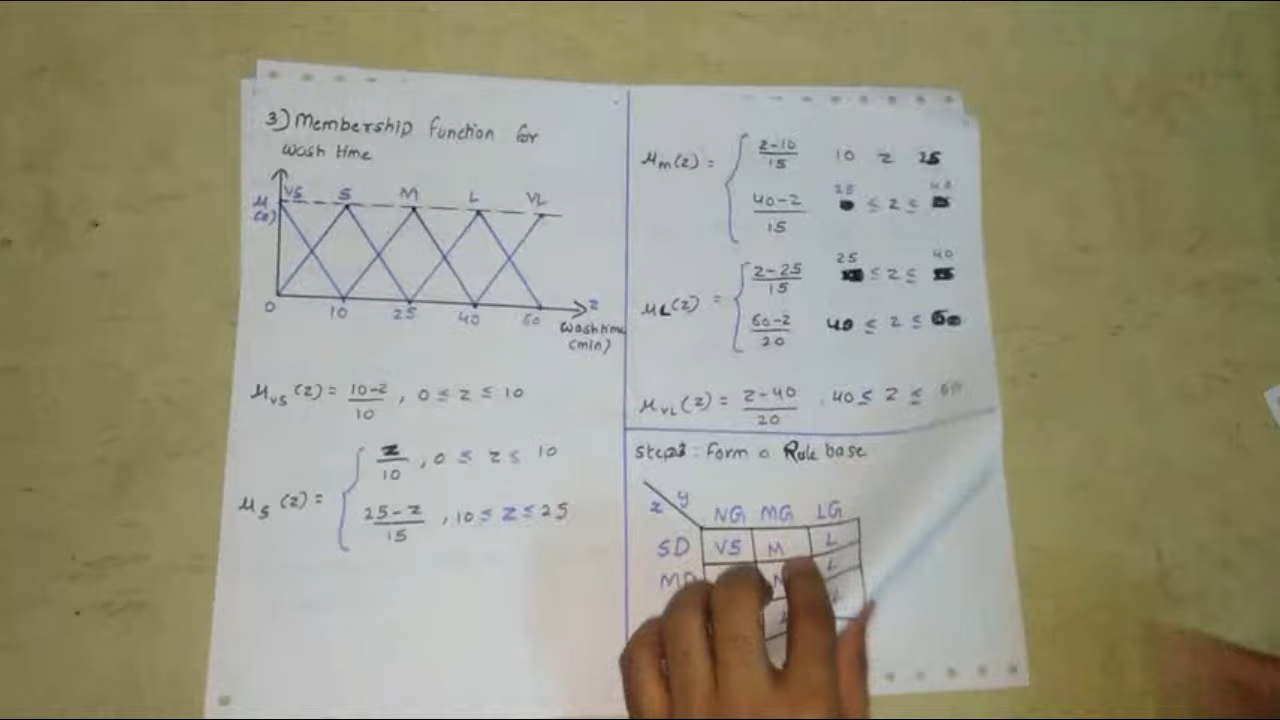 3) Membership function for
wash time
μ(z)
VS S M L VL
0 10 25 40 60 z
wash time
(min)
μVS (z) = 10-z/10 , 0 ≤ z ≤ 10
μS (z) = { z/10 , 0 ≤ z ≤ 10
25-z/15 , 10 ≤ z ≤ 25
μm(z) = { z-10/15 10 z 25
40-z/15 25 ≤ z ≤ 40
μL(z) = { z-25/15 25 ≤ z ≤ 40
60-z/20 40 ≤ z ≤ 60
μVL(z) = z-40/20 , 40 ≤ z ≤ 60
Form a Rule base
x y NG MG LG
SD VS M L
L